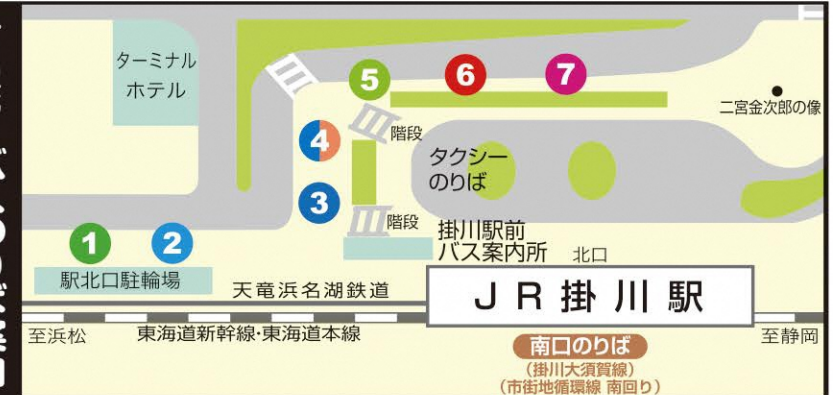 ターミナル
ホテル
5
6
7
二宮金次郎の像
階段
4
タクシー
のりば
3
階段
掛川駅前
バス案内所
北口
1
2
駅北口駐輪場
天竜浜名湖鉄道
JR掛川駅
至浜松
東海道新幹線・東海道本線
至静岡
南口のりば
(掛川大須賀線)
(市街地循環線 南回り)